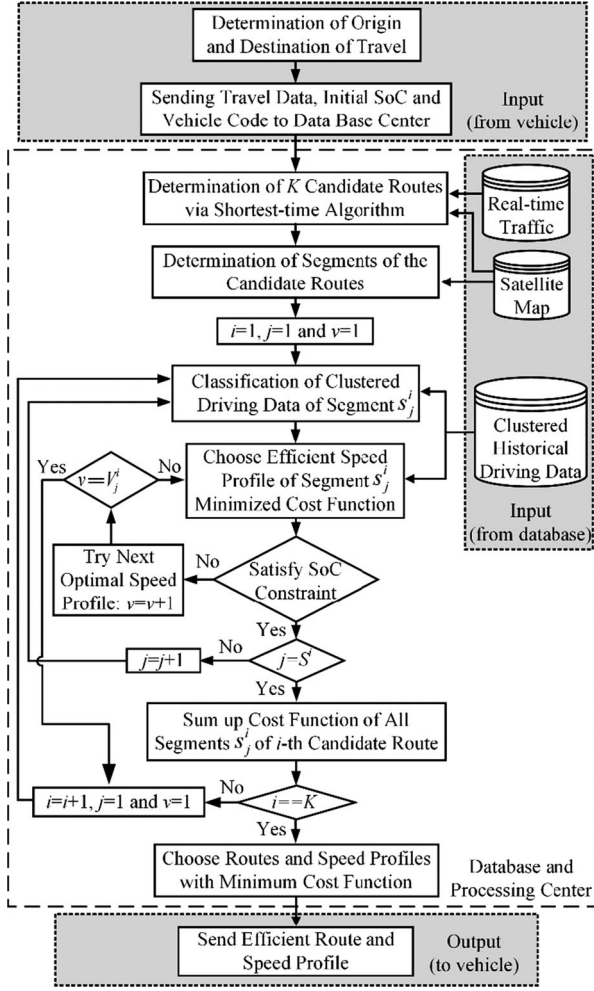 Determination of Origin
and Destination of Travel
Sending Travel Data, Initial SoC and
Vehicle Code to Data Base Center
Input
(from vehicle)
Determination of K Candidate Routes
via Shortest-time Algorithm
Real-time
Traffic
Determination of Segments of the
Candidate Routes
Satellite
Map
i=1, j=1 and v=1
Classification of Clustered
Driving Data of Segment s_j^i
Clustered
Historical
Driving Data
Yes
v==V_j^i
No
Choose Efficient Speed
Profile of Segment s_j^i
Minimized Cost Function
Input
(from database)
Try Next
Optimal Speed
Profile: v=v+1
No
Satisfy SoC
Constraint
Yes
j=j+1
No
j=S^i
Yes
Sum up Cost Function of All
Segments s_j^i of i-th Candidate Route
i=i+1, j=1 and v=1
No
i==K
Yes
Choose Routes and Speed Profiles
with Minimum Cost Function
Database and
Processing Center
Send Efficient Route and
Speed Profile
Output
(to vehicle)